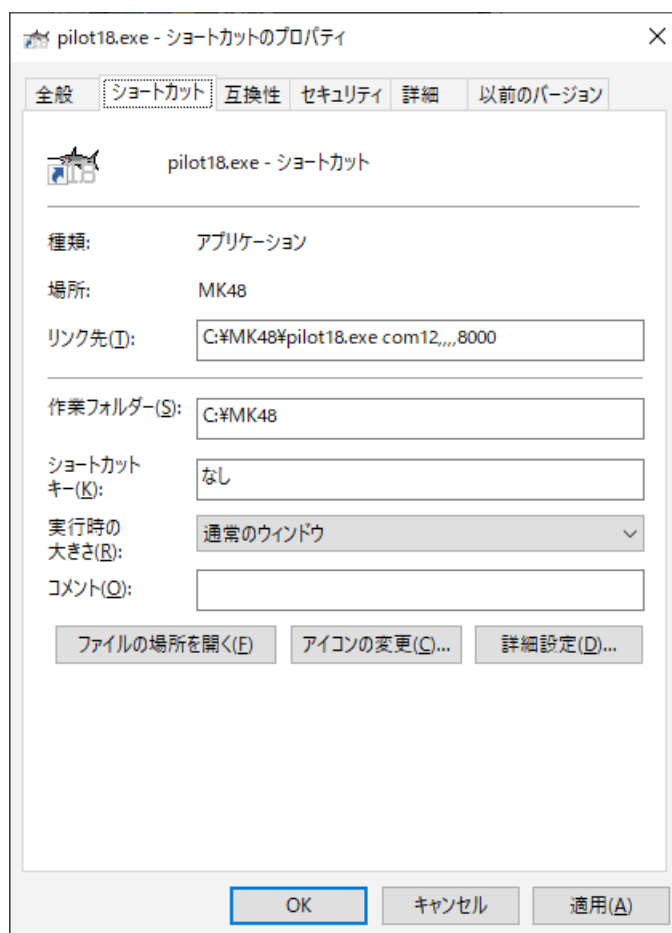 pilot18.exe - ショートカットのプロパティ
全般 ショートカット 互換性 セキュリティ 詳細 以前のバージョン
pilot18.exe - ショートカット
種類: アプリケーション
場所: MK48
リンク先(T): C:¥MK48¥pilot18.exe com12,,,,8000
作業フォルダー(S): C:¥MK48
ショートカット
キー(K): なし
実行時の
大きさ(R): 通常のウィンドウ
コメント(O):
ファイルの場所を開く(F) アイコンの変更(C)... 詳細設定(D)...
OK キャンセル 適用(A)